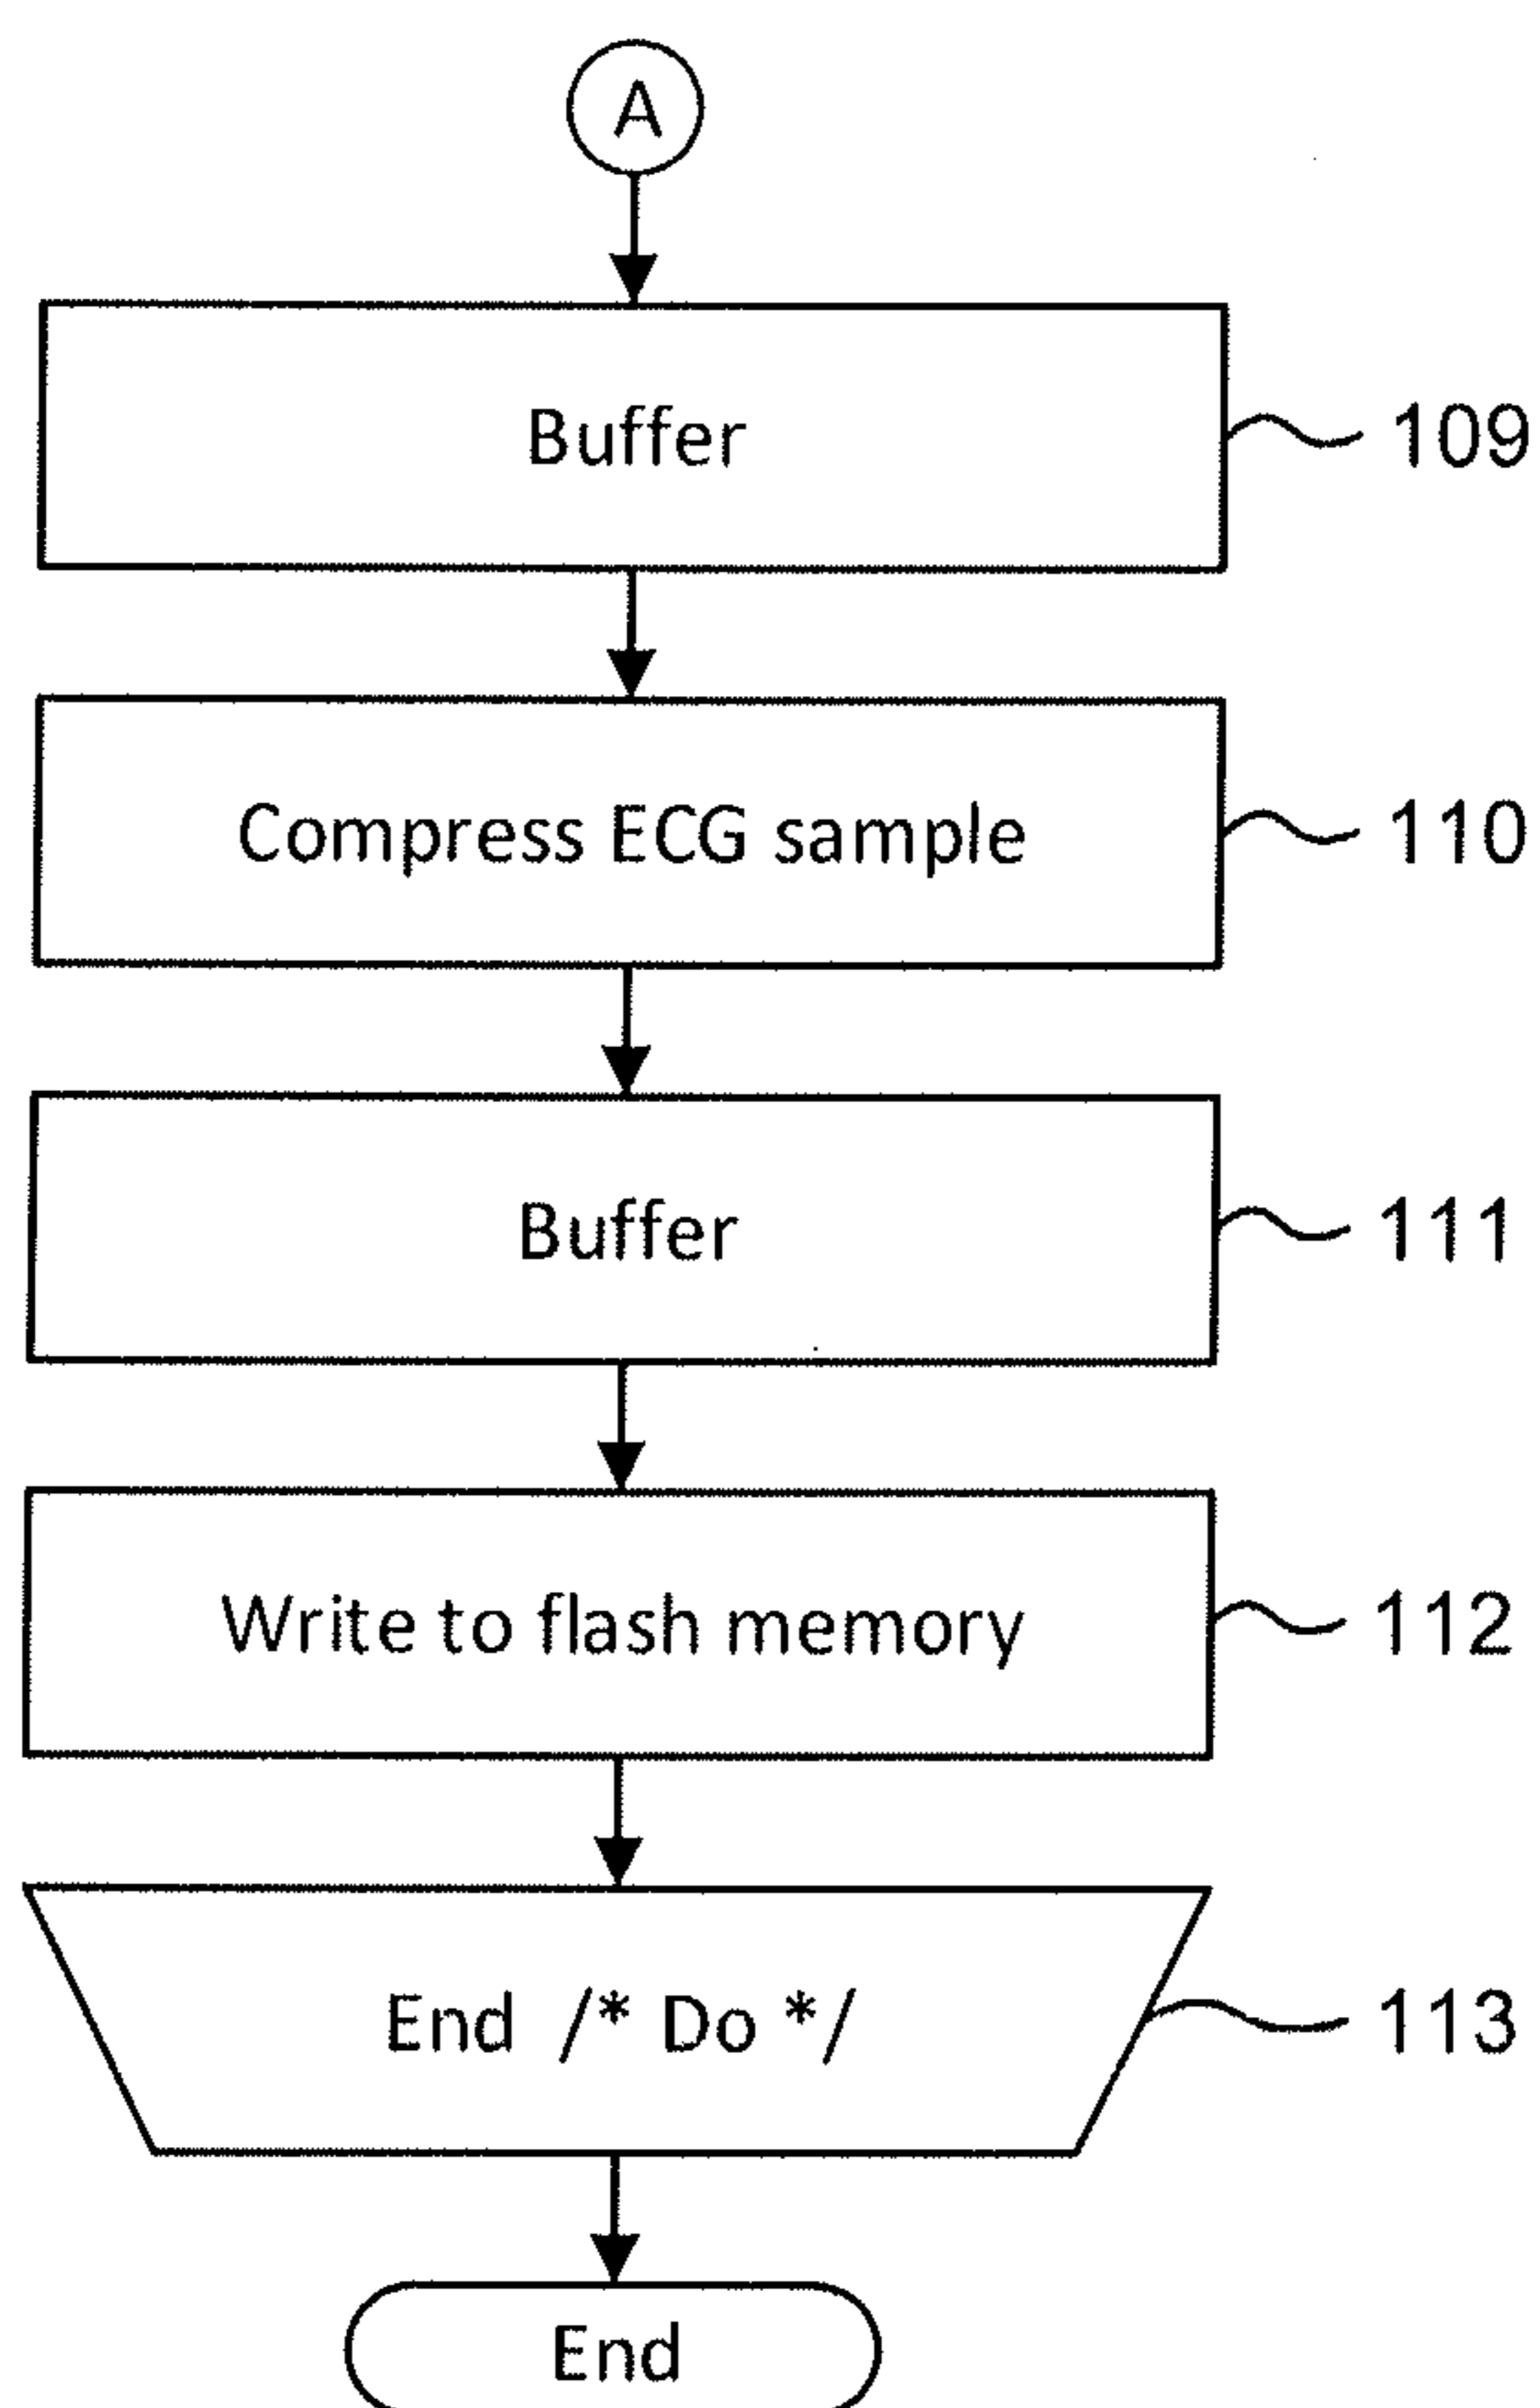 A
Buffer 109
Compress ECG sample 110
Buffer 111
Write to flash memory 112
End /* Do */ 113
End